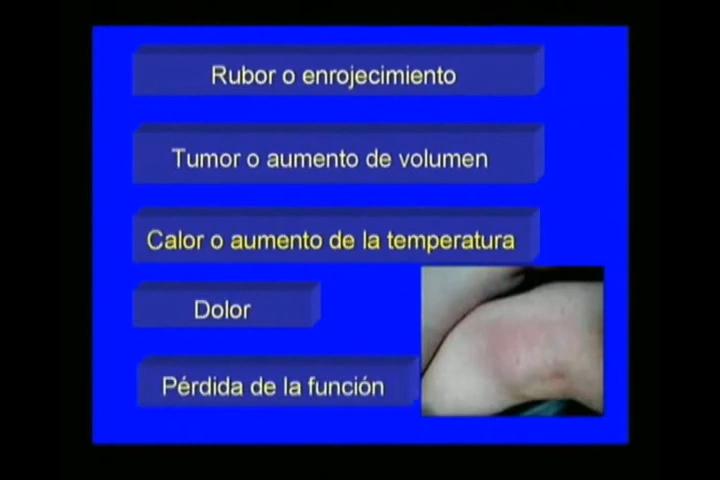 Rubor o enrojecimiento
Tumor o aumento de volumen
Calor o aumento de la temperatura
Dolor
Pérdida de la función